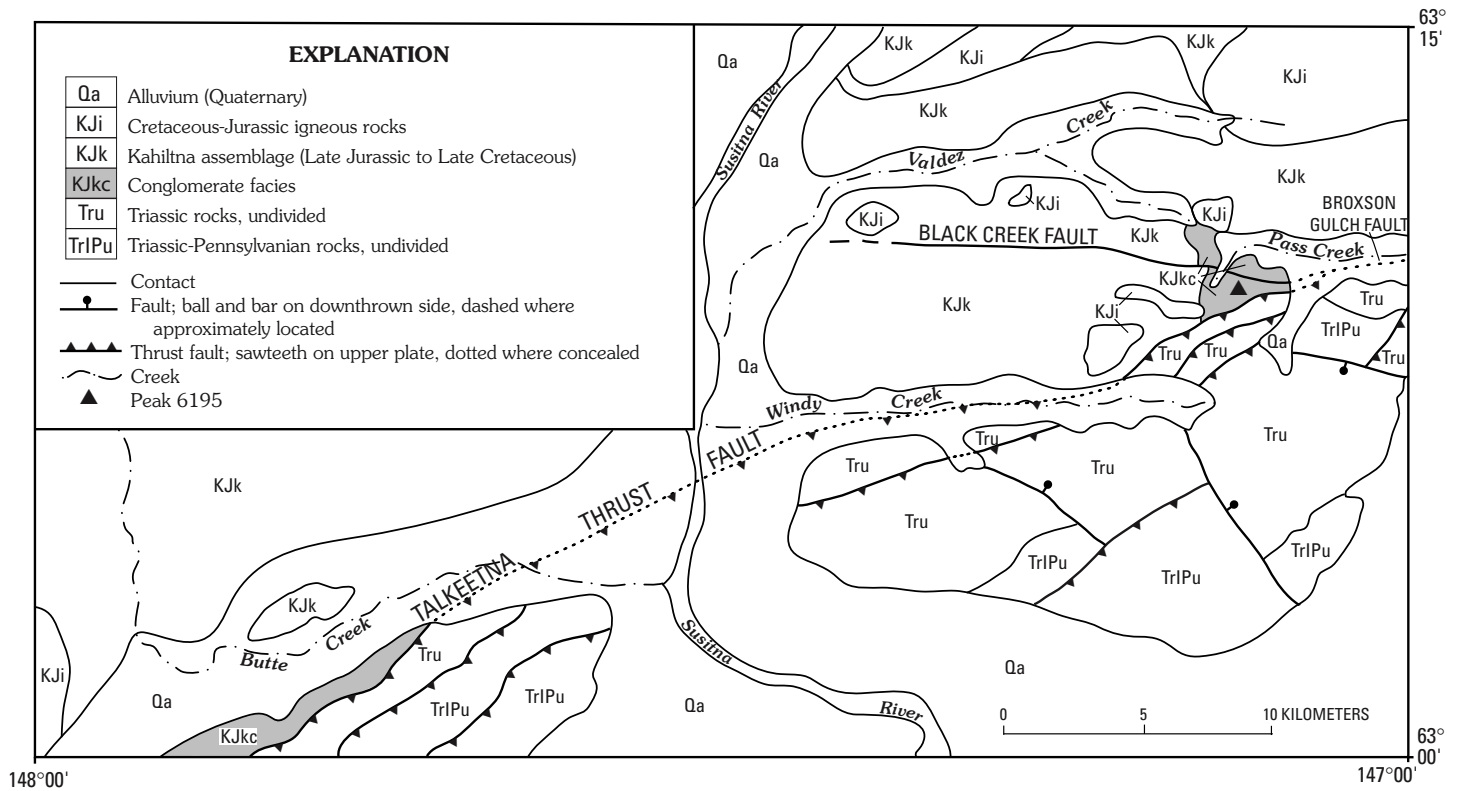 EXPLANATION
Qa Alluvium (Quaternary)
KJi Cretaceous-Jurassic igneous rocks
KJk Kahiltna assemblage (Late Jurassic to Late Cretaceous)
KJkc Conglomerate facies
Tru Triassic rocks, undivided
TrIPu Triassic-Pennsylvanian rocks, undivided
Contact
Fault; ball and bar on downthrown side, dashed where
approximately located
Thrust fault; sawteeth on upper plate, dotted where concealed
Creek
Peak 6195
63°
15'
Qa
KJk
KJi
KJk
KJi
KJk
Susitna River
Qa
Valdez Creek
KJk
KJi
KJi
KJi
BROXSON
GULCH FAULT
BLACK CREEK FAULT
KJk
Pass Creek
KJkc
KJk
KJi
Tru
TrIPu
Tru
Tru
Qa
Tru
Qa
Windy Creek
Tru
TALKEETNA THRUST FAULT
Tru
Tru
Tru
KJk
Tru
TrIPu
TrIPu
TrIPu
KJk
Butte Creek
Susitna River
Tru
KJi
Qa
TrIPu
TrIPu
Qa
Qa
KJkc
0 5 10 KILOMETERS
63°
00'
148°00'
147°00'